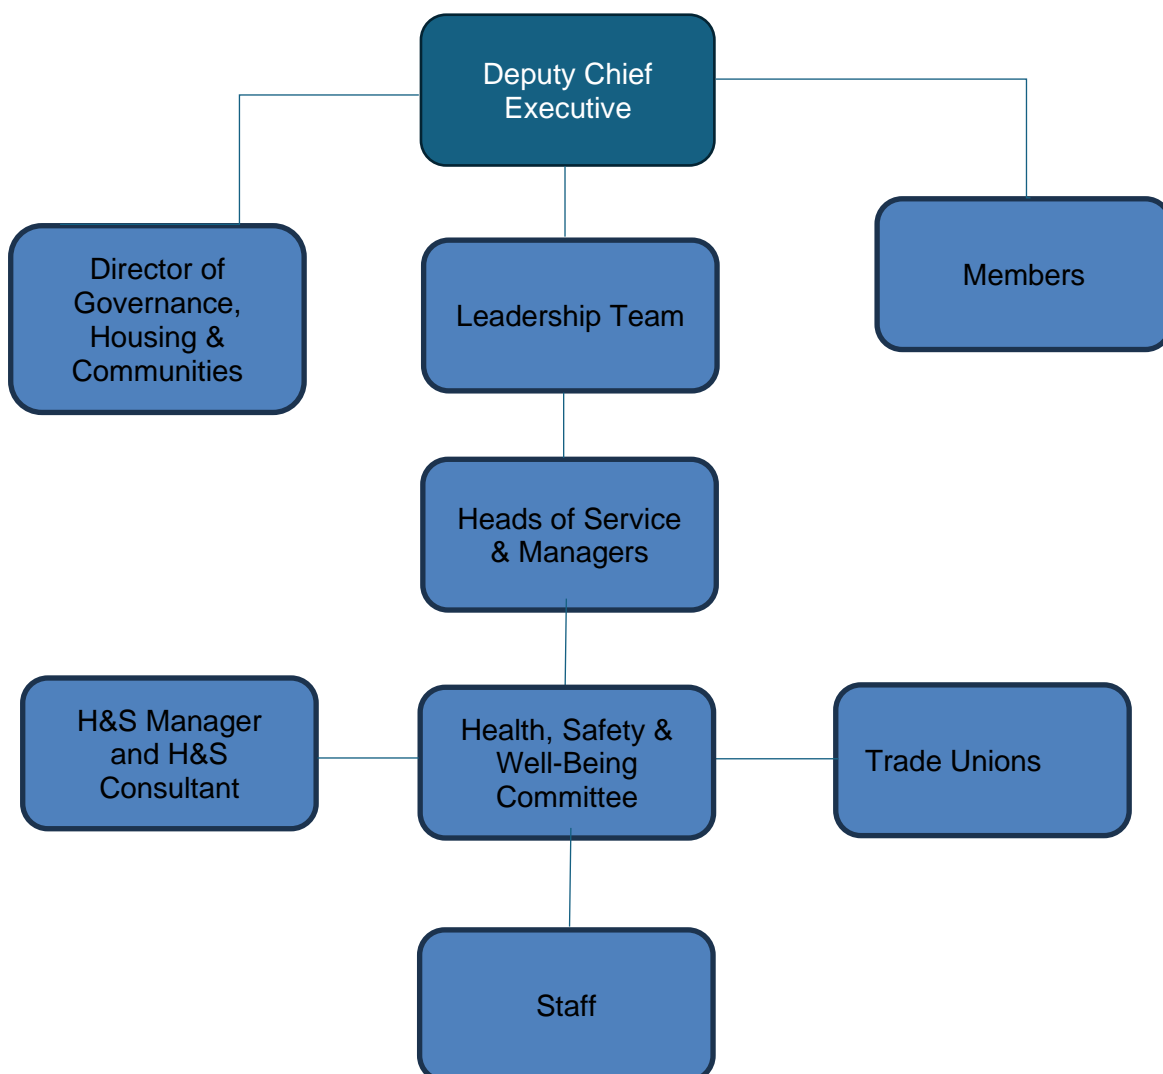 Deputy Chief
Executive
Director of
Governance,
Housing &
Communities
Leadership Team
Members
Heads of Service
& Managers
H&S Manager
and H&S
Consultant
Health, Safety &
Well-Being
Committee
Trade Unions
Staff